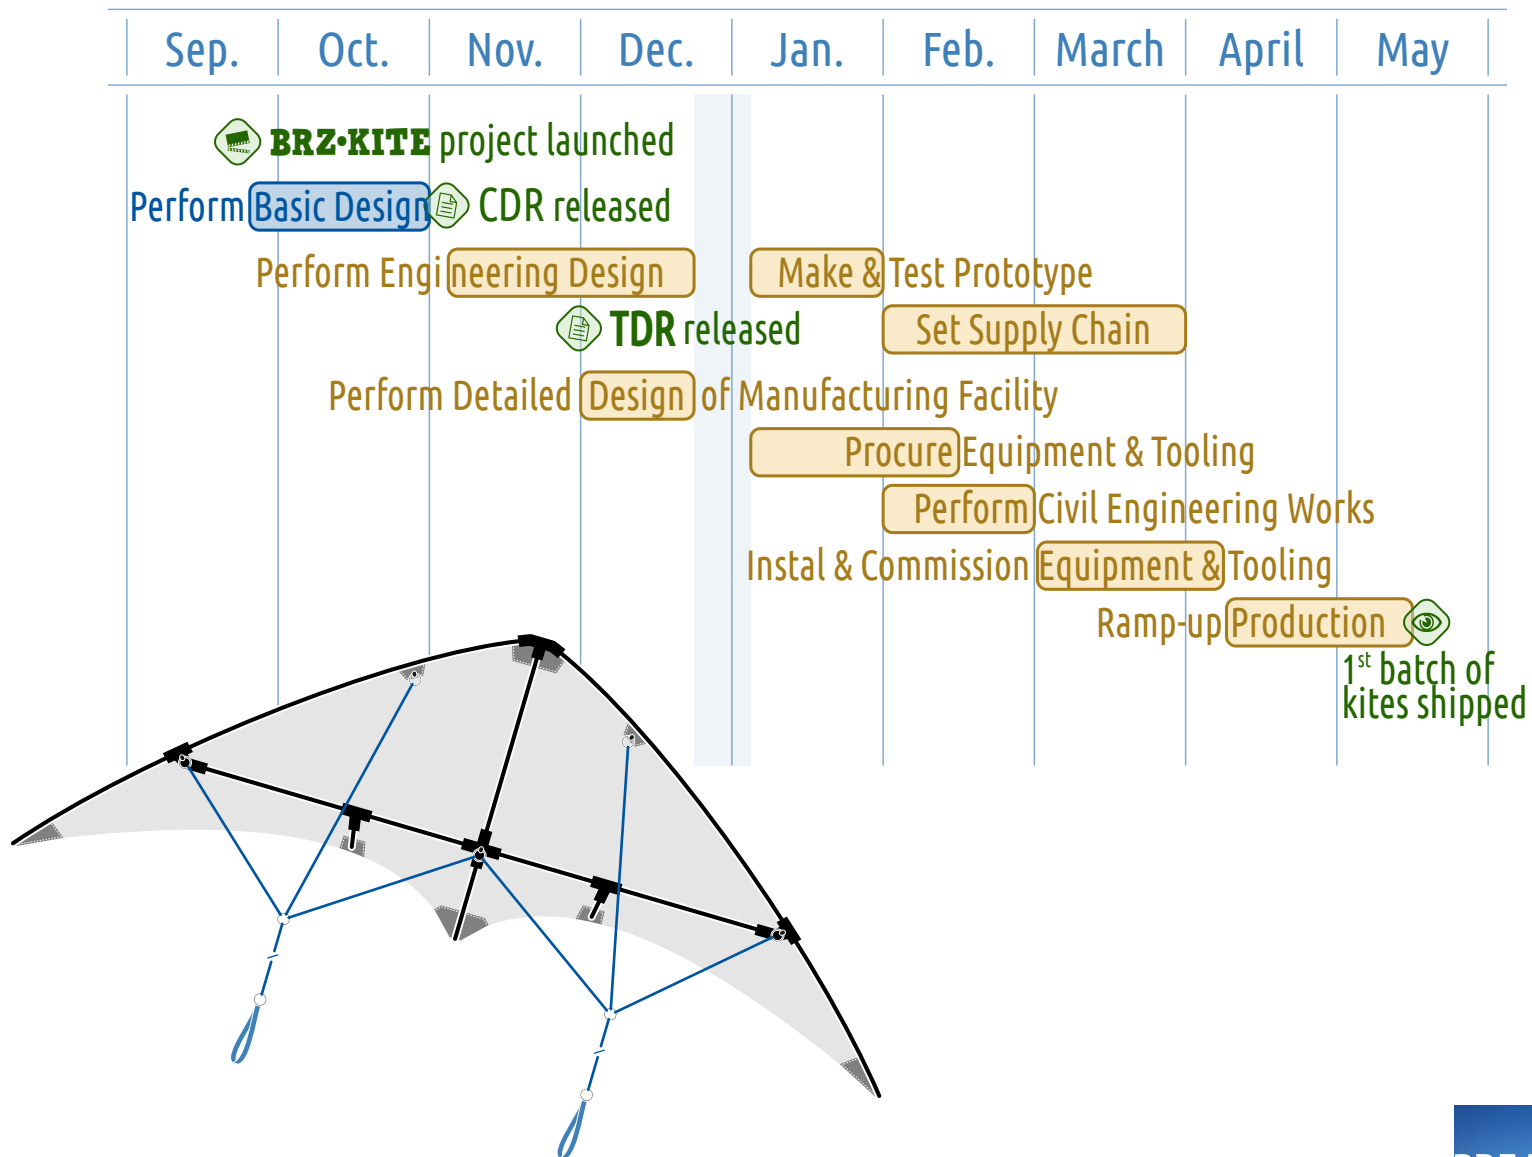 Sep. Oct. Nov. Dec. Jan. Feb. March April May
BRZ•KITE project launched
Perform Basic Design CDR released
Perform Engineering Design Make & Test Prototype
TDR released Set Supply Chain
Perform Detailed Design of Manufacturing Facility
Procure Equipment & Tooling
Perform Civil Engineering Works
Instal & Commission Equipment & Tooling
Ramp-up Production
1st batch of
kites shipped